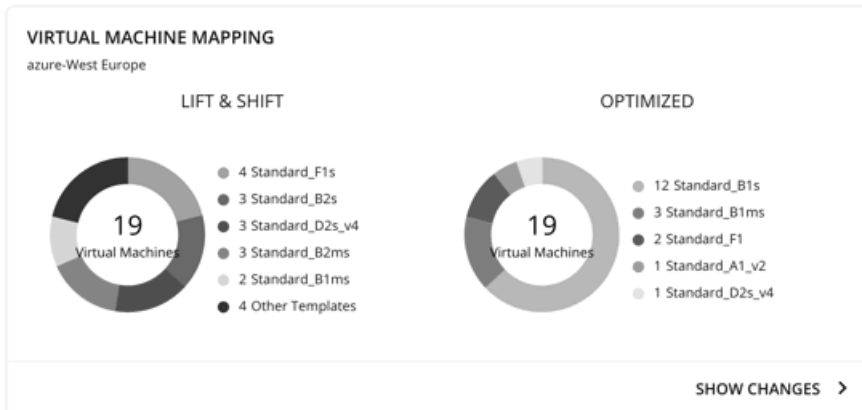 VIRTUAL MACHINE MAPPING
azure-West Europe
LIFT & SHIFT
19
Virtual Machines
4 Standard_F1s
3 Standard_B2s
3 Standard_D2s_v4
3 Standard_B2ms
2 Standard_B1ms
4 Other Templates
OPTIMIZED
19
Virtual Machines
12 Standard_B1s
3 Standard_B1ms
2 Standard_F1
1 Standard_A1_v2
1 Standard_D2s_v4
SHOW CHANGES